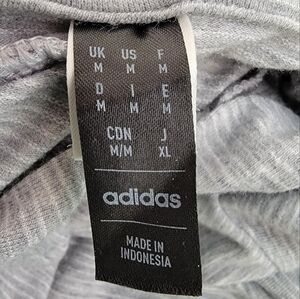 UK US F
M M M
D I E
M M M
CDN J
M/M XL
adidas
MADE IN
INDONESIA